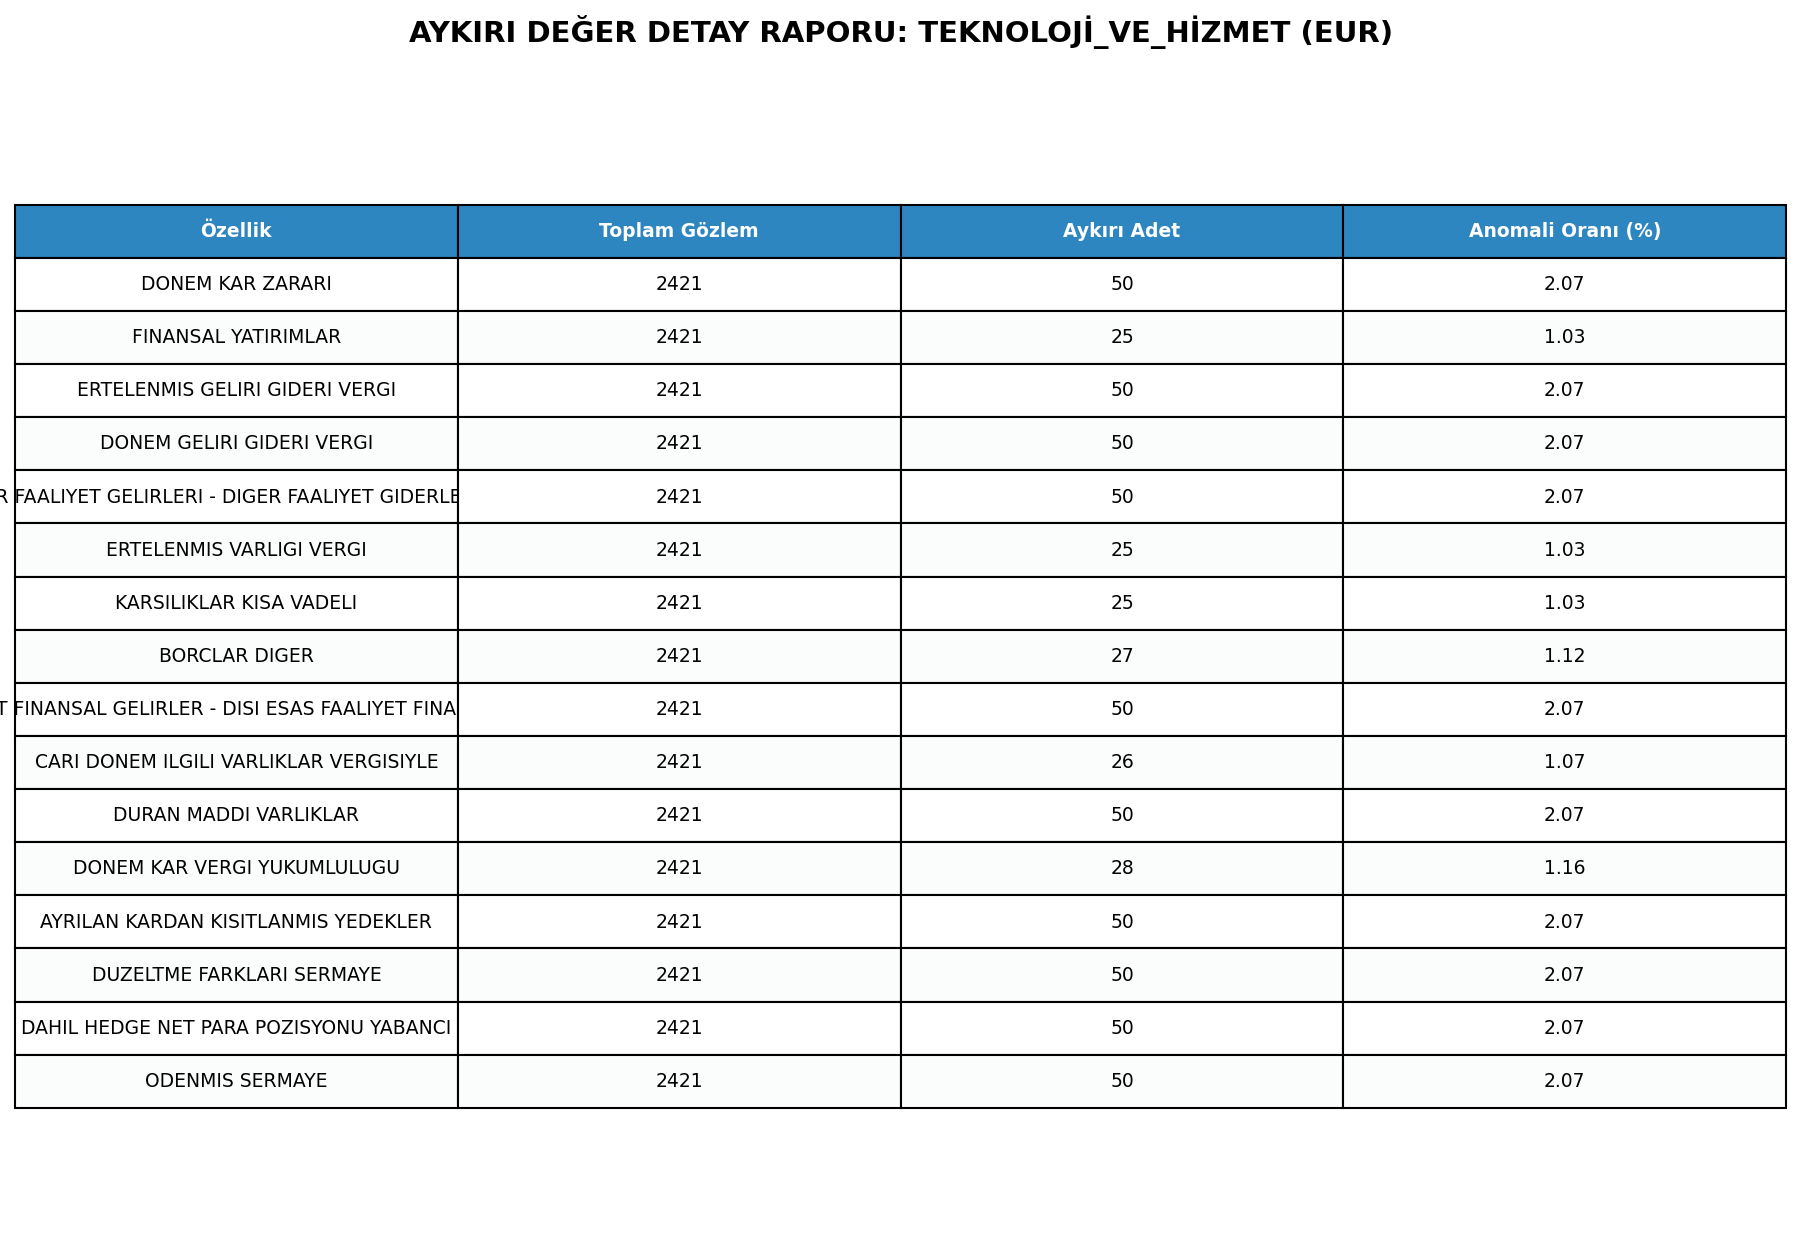 AYKIRI DEĞER DETAY RAPORU: TEKNOLOJİ_VE_HİZMET (EUR)
Özellik Toplam Gözlem Aykırı Adet Anomali Oranı (%)
DONEM KAR ZARARI 2421 50 2.07
FINANSAL YATIRIMLAR 2421 25 1.03
ERTELENMIS GELIRI GIDERI VERGI 2421 50 2.07
DONEM GELIRI GIDERI VERGI 2421 50 2.07
FAALIYET GELIRLERI - DIGER FAALIYET 2421 50 2.07
ERTELENMIS VARLIGI VERGI 2421 25 1.03
KARSILIKLAR KISA VADELI 2421 25 1.03
BORCLAR DIGER 2421 27 1.12
FINANSAL GELIRLER - DISI ESAS FAALIYET 2421 50 2.07
CARI DONEM ILGILI VARLIKLAR VERGISIYLE 2421 26 1.07
DURAN MADDI VARLIKLAR 2421 50 2.07
DONEM KAR VERGI YUKUMLULUGU 2421 28 1.16
AYRILAN KARDAN KISITLANMIS YEDEKLER 2421 50 2.07
DUZELTME FARKLARI SERMAYE 2421 50 2.07
DAHIL HEDGE NET PARA POZISYONU YABANCI 2421 50 2.07
ODENMIS SERMAYE 2421 50 2.07